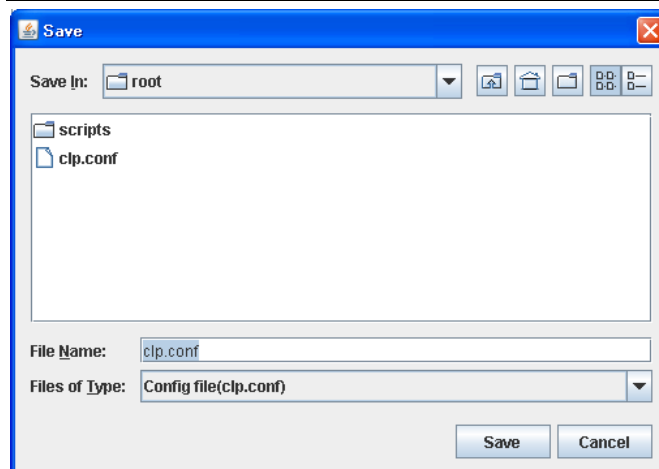 Save
Save In: root
scripts
clp.conf
File Name: clp.conf
Files of Type: Config file(clp.conf)
Save Cancel